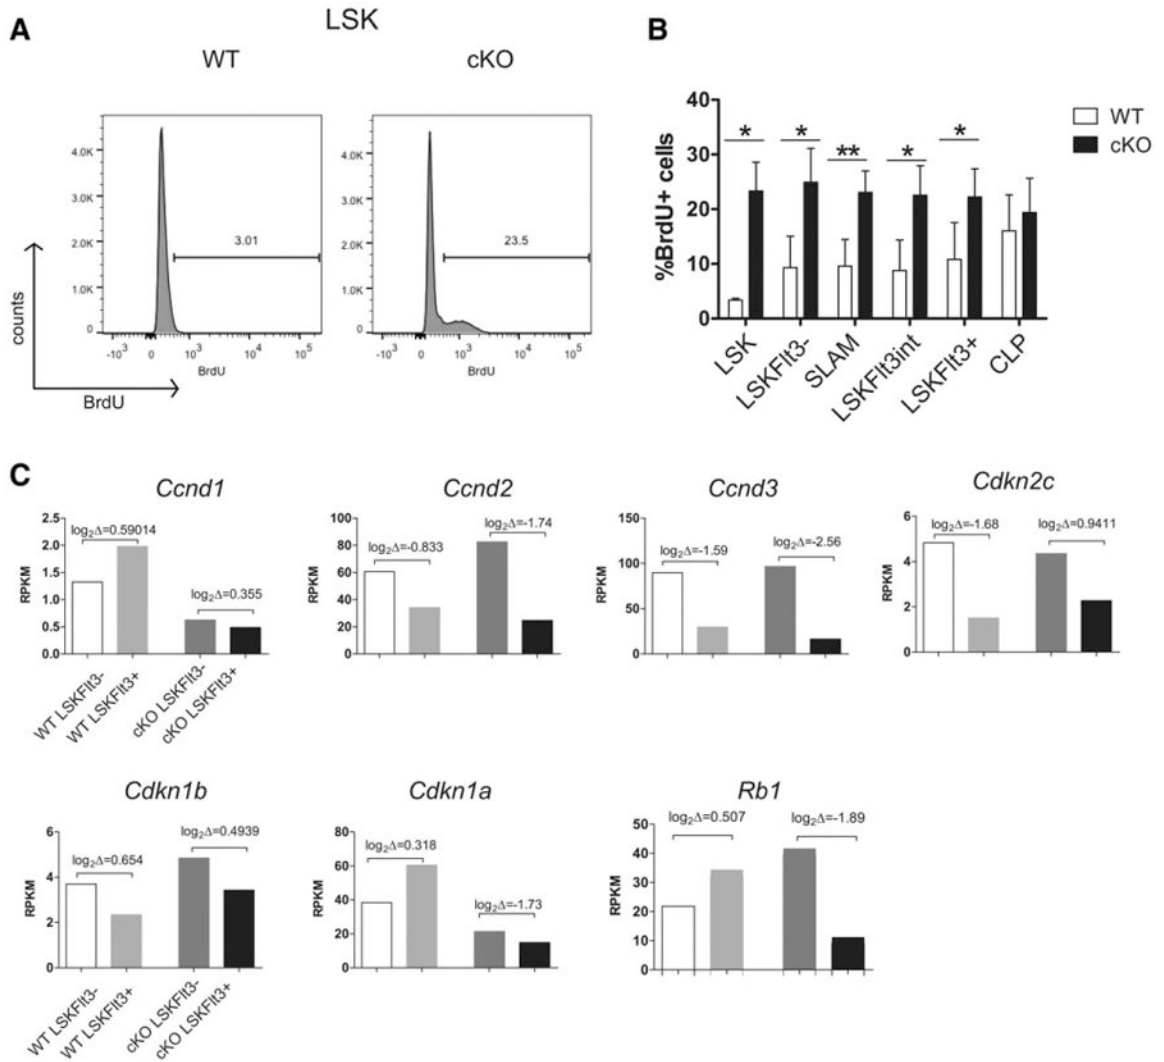 A
LSK
WT
cKO
4.0K
3.0K
2.0K
1.0K
0
3.01
-10³ 0 10³ 10⁴ 10⁵
BrdU
4.0K
3.0K
2.0K
1.0K
0
23.5
-10³ 0 10³ 10⁴ 10⁵
BrdU
counts
BrdU
B
%BrdU+ cells
40
30
20
10
0
* * ** * *
WT
cKO
LSK
LSKFlt3-
SLAM
LSKFlt3int
LSKFlt3+
CLP
C
Ccnd1
RPKM
2.5
2.0
1.5
1.0
0.5
0.0
log₂Δ=0.59014
log₂Δ=0.355
WT LSKFlt3-
WT LSKFlt3+
cKO LSKFlt3-
cKO LSKFlt3+
Ccnd2
RPKM
100
80
60
40
20
0
log₂Δ=-0.833
log₂Δ=-1.74
Ccnd3
RPKM
150
100
50
0
log₂Δ=-1.59
log₂Δ=-2.56
Cdkn2c
RPKM
6
4
2
0
log₂Δ=-1.68
log₂Δ=0.9411
Cdkn1b
RPKM
6
4
2
0
log₂Δ=0.654
log₂Δ=0.4939
WT LSKFlt3-
WT LSKFlt3+
cKO LSKFlt3-
cKO LSKFlt3+
Cdkn1a
RPKM
80
60
40
20
0
log₂Δ=0.318
log₂Δ=-1.73
Rb1
RPKM
50
40
30
20
10
0
log₂Δ=0.507
log₂Δ=-1.89